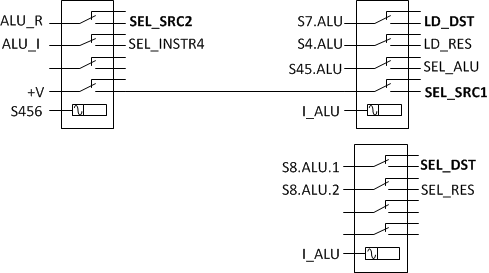 ALU_R SEL_SRC2
ALU_I SEL_INSTR4
+V
S456
S7.ALU LD_DST
S4.ALU LD_RES
S45.ALU SEL_ALU
SEL_SRC1
I_ALU
S8.ALU.1 SEL_DST
S8.ALU.2 SEL_RES
I_ALU